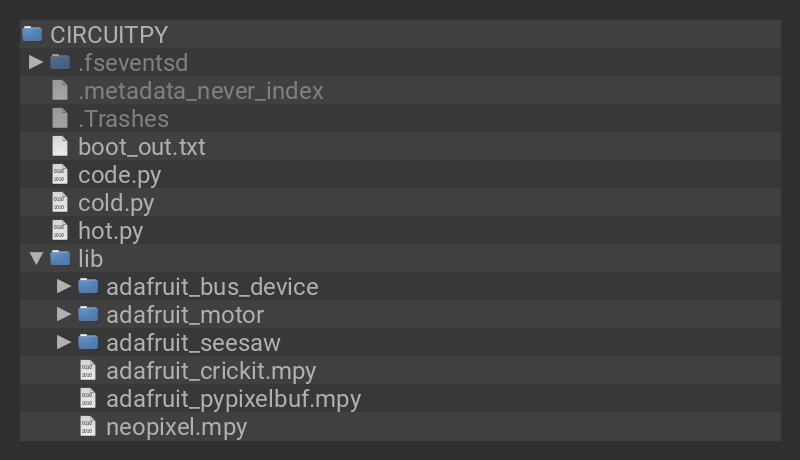 CIRCUITPY
.fseventsd
.metadata_never_index
.Trashes
boot_out.txt
code.py
cold.py
hot.py
lib
adafruit_bus_device
adafruit_motor
adafruit_seesaw
adafruit_crickit.mpy
adafruit_pypixelbuf.mpy
neopixel.mpy